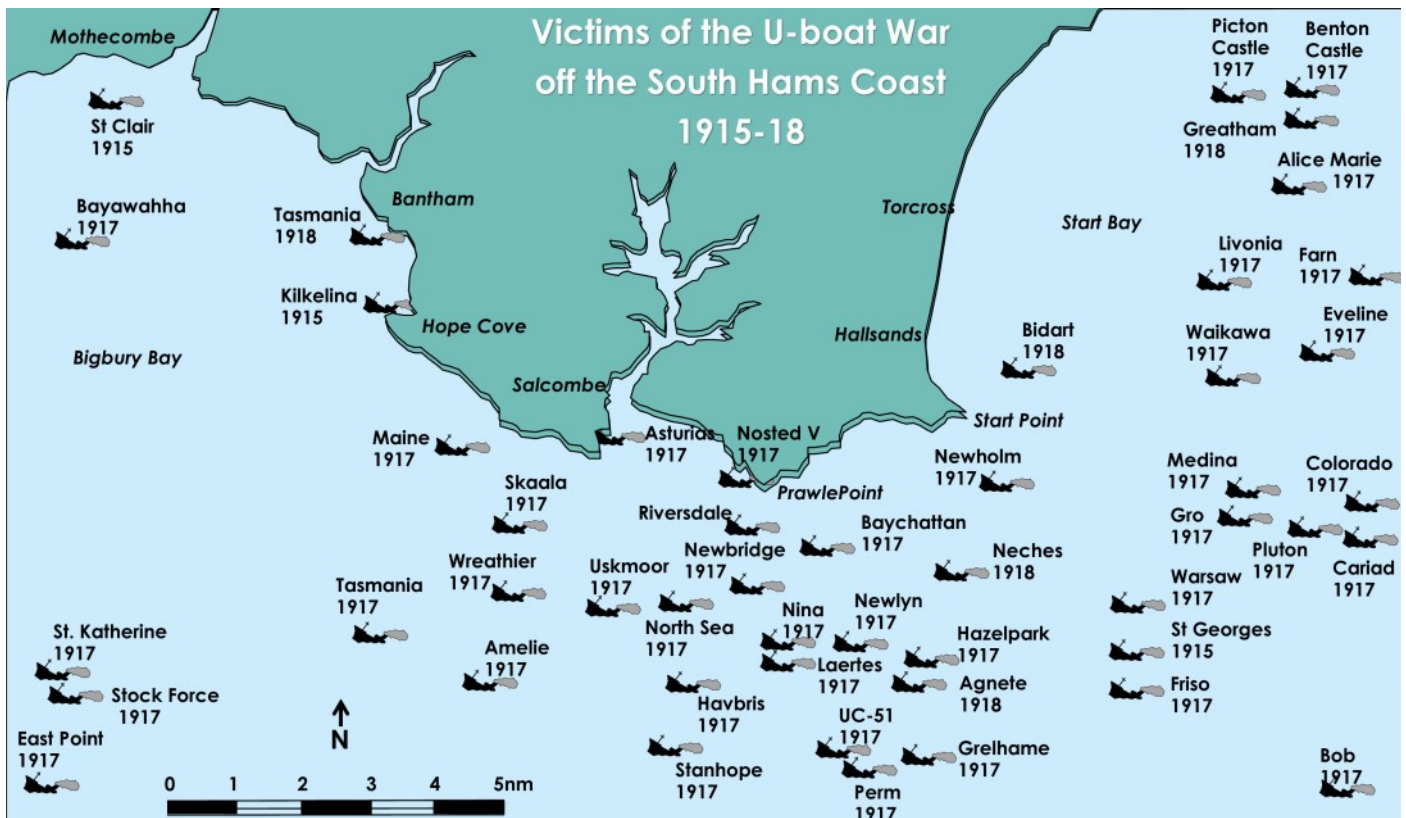 Victims of the U-boat War
off the South Hams Coast
1915-18
Mothecombe
St Clair
1915
Bayawahha
1917
Tasmania
1918
Bantham
Kilkelina
1915
Hope Cove
Bigbury Bay
Salcombe
Torcross
Start Bay
Hallsands
Start Point
PrawlePoint
Picton
Castle
1917
Benton
Castle
1917
Greatham
1918
Alice Marie
1917
Livonia
1917
Farn
1917
Eveline
1917
Waikawa
1917
Bidart
1918
Maine
1917
Asturias
1917
Nosted V
1917
Newholm
1917
Medina
1917
Colorado
1917
Gro
1917
Pluton
1917
Cariad
1917
Skaala
1917
Riversdale
Baychattan
1917
Neches
1918
Wreathier
1917
Uskmoor
1917
Newbridge
1917
Warsaw
1917
Tasmania
1917
Nina
1917
Newlyn
1917
North Sea
1917
Hazelpark
1917
St Georges
1915
St. Katherine
1917
Stock Force
1917
Amelie
1917
Laertes
1917
Agnete
1918
Friso
1917
Havbris
1917
UC-51
1917
Grelhame
1917
East Point
1917
Stanhope
1917
Perm
1917
Bob
1917
N
0 1 2 3 4 5nm